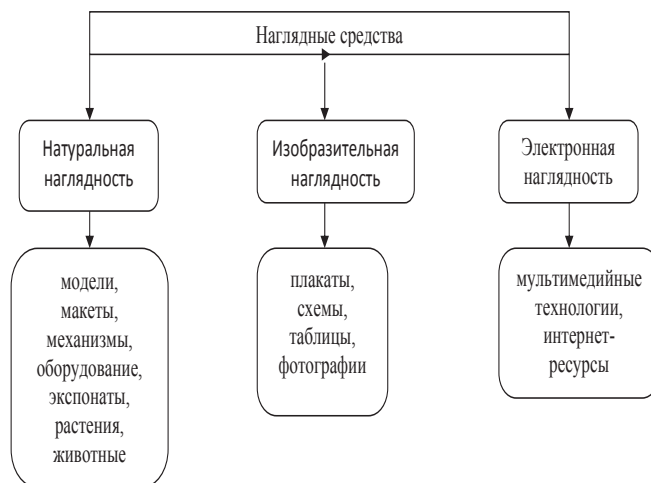 Наглядные средства
Натуральная
наглядность
Изобразительная
наглядность
Электронная
наглядность
модели,
макеты,
механизмы,
оборудование,
экспонаты,
растения,
животные
плакаты,
схемы,
таблицы,
фотографии
мультимедийные
технологии,
интернет-
ресурсы